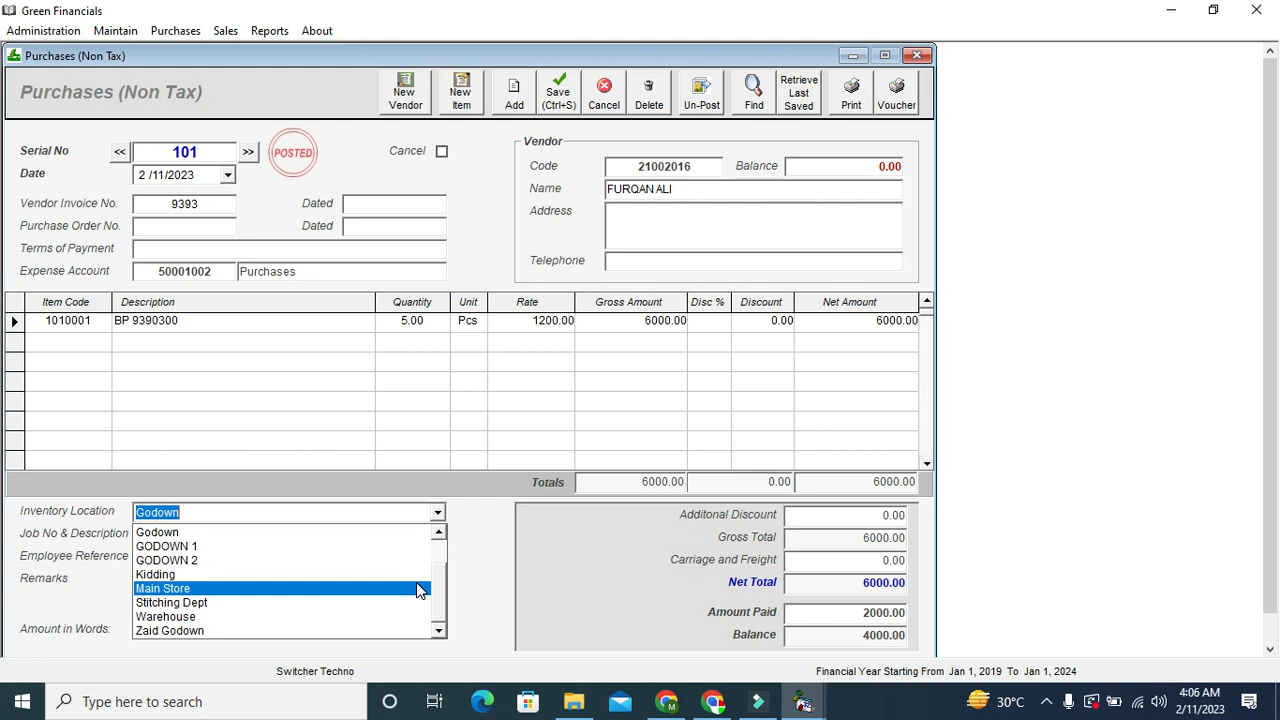 Green Financials
Administration Maintain Purchases Sales Reports About
Purchases (Non Tax)
Purchases (Non Tax)
New Vendor
New Item
Add
Save (Ctrl+S)
Cancel
Delete
Un-Post
Find
Retrieve Last Saved
Print
Voucher
Serial No << 101 >> POSTED Cancel
Date 2 /11/2023
Vendor Invoice No. 9393 Dated
Purchase Order No. Dated
Terms of Payment
Expense Account 50001002 Purchases
Vendor
Code 21002016 Balance 0.00
Name FURQAN ALI
Address
Telephone
Item Code Description Quantity Unit Rate Gross Amount Disc % Discount Net Amount
1010001 BP 9390300 5.00 Pcs 1200.00 6000.00 0.00 6000.00
Totals 6000.00 0.00 6000.00
Inventory Location Godown
Godown
GODOWN 1
GODOWN 2
Kidding
Main Store
Stitching Dept
Warehouse
Zaid Godown
Job No & Description
Employee Reference
Remarks
Amount in Words:
Additonal Discount 0.00
Gross Total 6000.00
Carriage and Freight 0.00
Net Total 6000.00
Amount Paid 2000.00
Balance 4000.00
Switcher Techno Financial Year Starting From Jan 1, 2019 To Jan 1, 2024
Type here to search
30°C
4:06 AM
2/11/2023